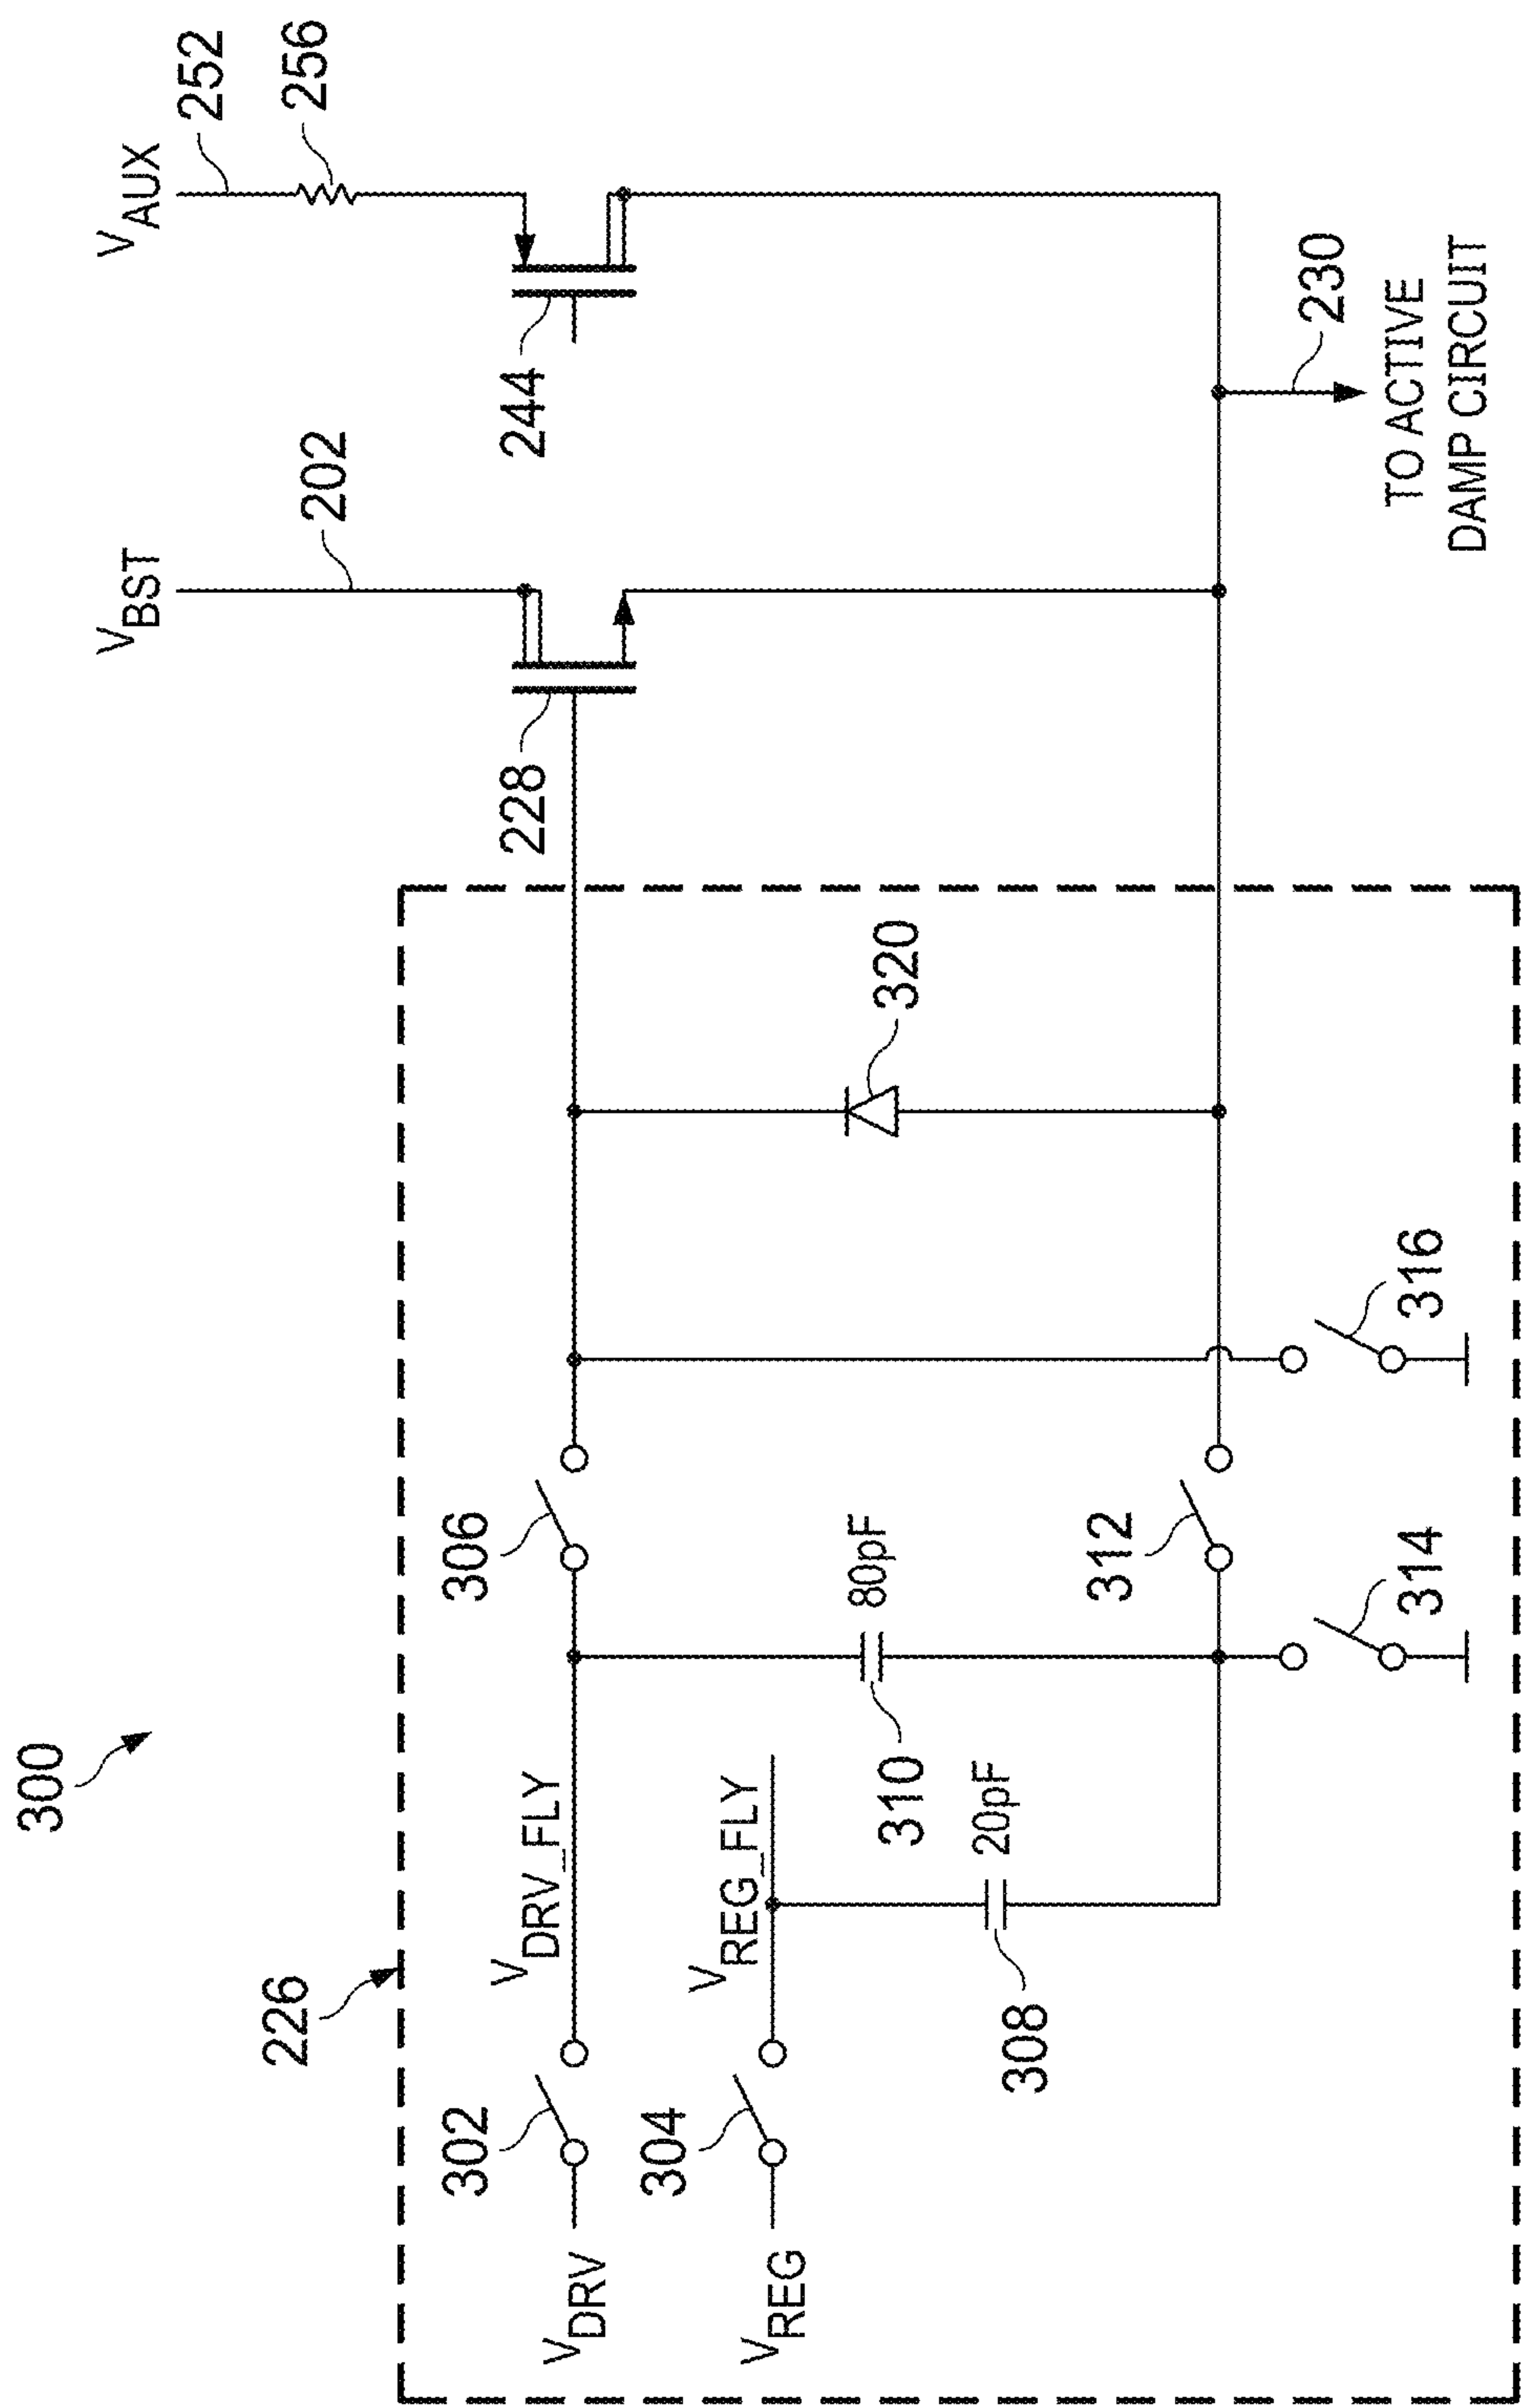 300
226
V_DRV
302
V_DRV_FLY
306
228
V_BST
202
244
V_AUX
252
256
V_REG
304
V_REG_FLY
308
20pF
310
80pF
320
312
314
316
230
TO ACTIVE
DAMP CIRCUIT